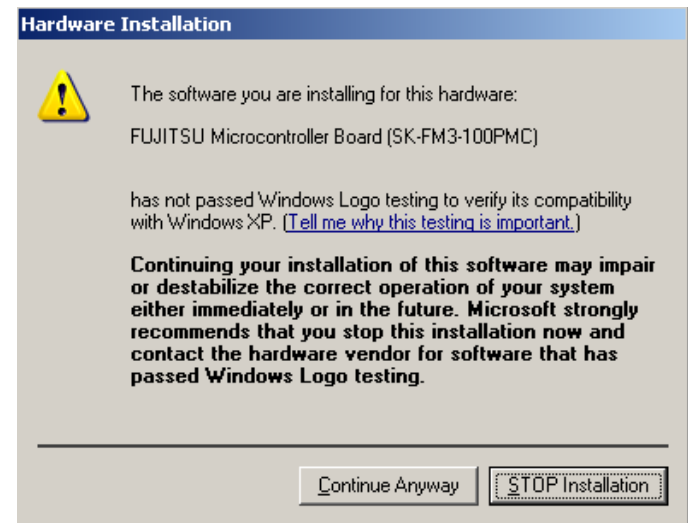 Hardware Installation
The software you are installing for this hardware:
FUJITSU Microcontroller Board (SK-FM3-100PMC)
has not passed Windows Logo testing to verify its compatibility
with Windows XP. (Tell me why this testing is important.)
Continuing your installation of this software may impair
or destabilize the correct operation of your system
either immediately or in the future. Microsoft strongly
recommends that you stop this installation now and
contact the hardware vendor for software that has
passed Windows Logo testing.
Continue Anyway STOP Installation